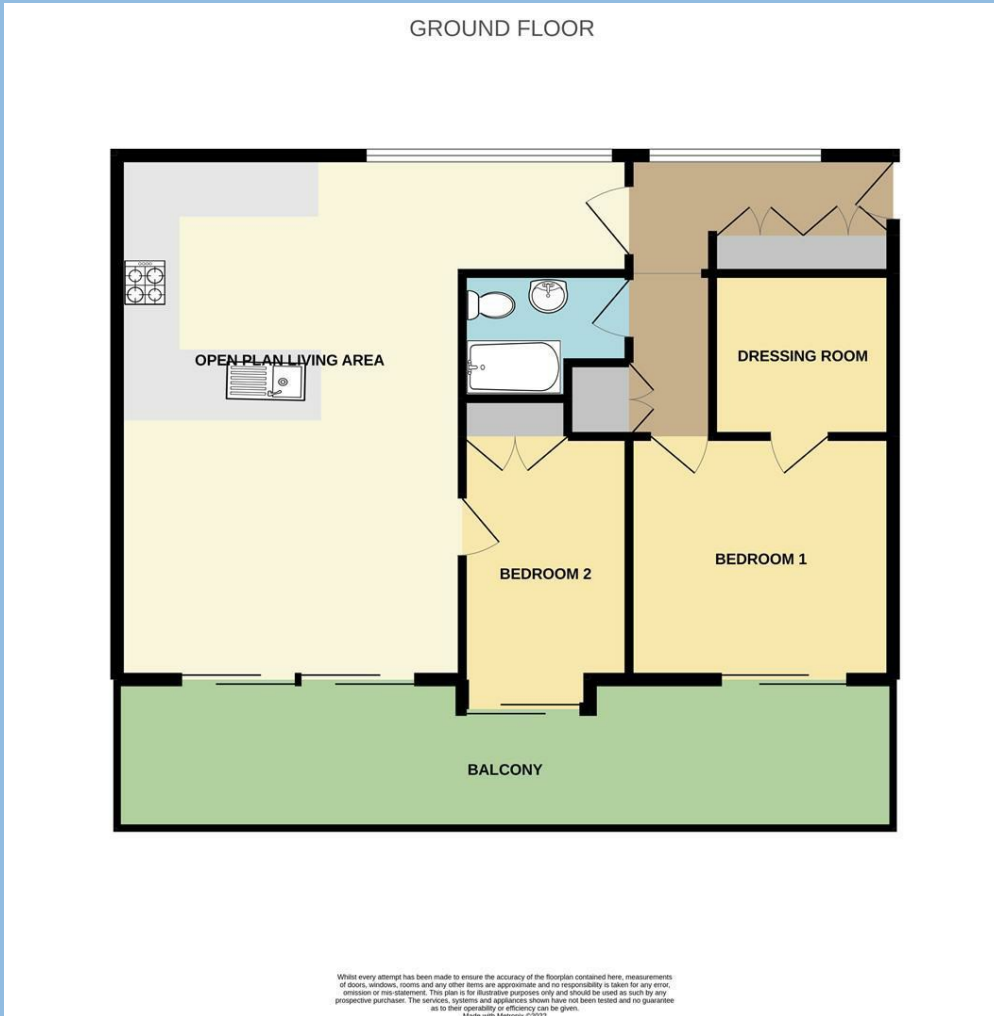 GROUND FLOOR
DRESSING ROOM
OPEN PLAN LIVING AREA
BEDROOM 1
BEDROOM 2
BALCONY
Whilst every attempt has been made to ensure the accuracy of the floorplan contained here, measurements
of doors, windows, rooms and any other items are approximate and no responsibility is taken for any error,
omission or mis-statement. This plan is for illustrative purposes only and should be used as such by any
prospective purchaser. The services, systems and appliances shown have not been tested and no guarantee
as to their operability or efficiency can be given.
Made with Metropix ©2022